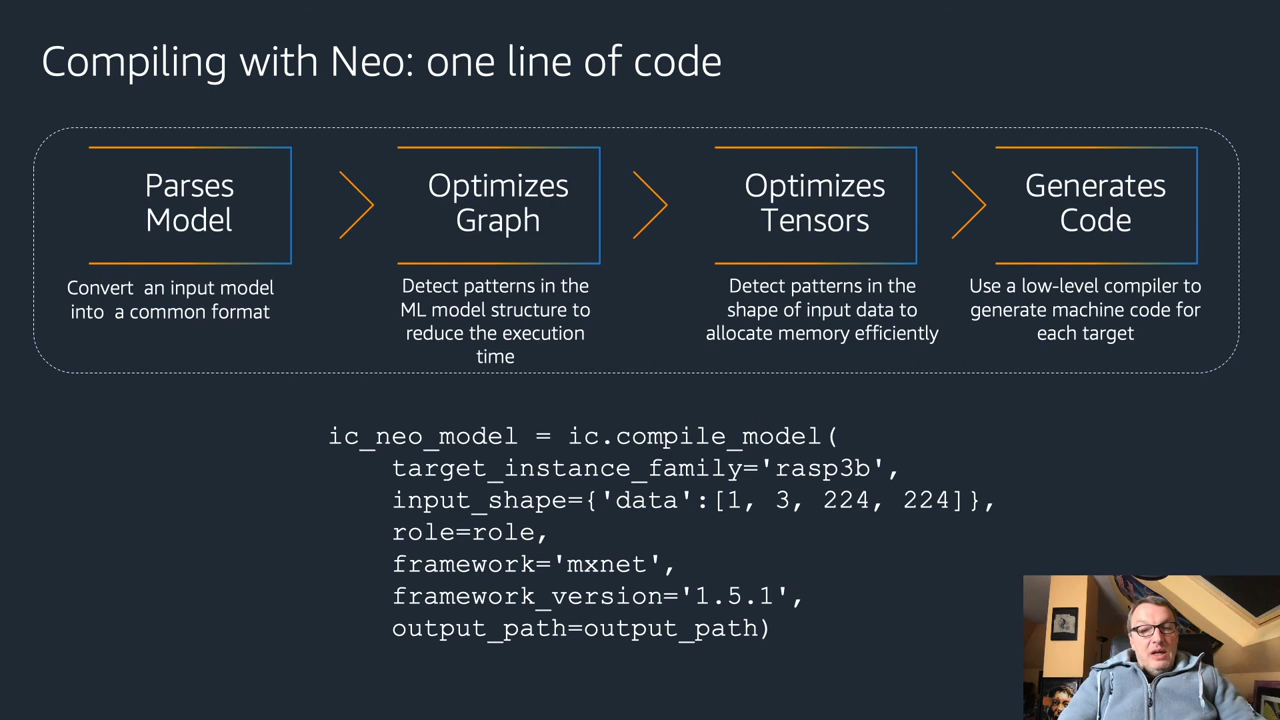 Compiling with Neo: one line of code
Parses
Model
Convert an input model
into a common format
Optimizes
Graph
Detect patterns in the
ML model structure to
reduce the execution
time
Optimizes
Tensors
Detect patterns in the
shape of input data to
allocate memory efficiently
Generates
Code
Use a low-level compiler to
generate machine code for
each target
ic_neo_model = ic.compile_model(
target_instance_family='rasp3b',
input_shape={'data':[1, 3, 224, 224]},
role=role,
framework='mxnet',
framework_version='1.5.1',
output_path=output_path)